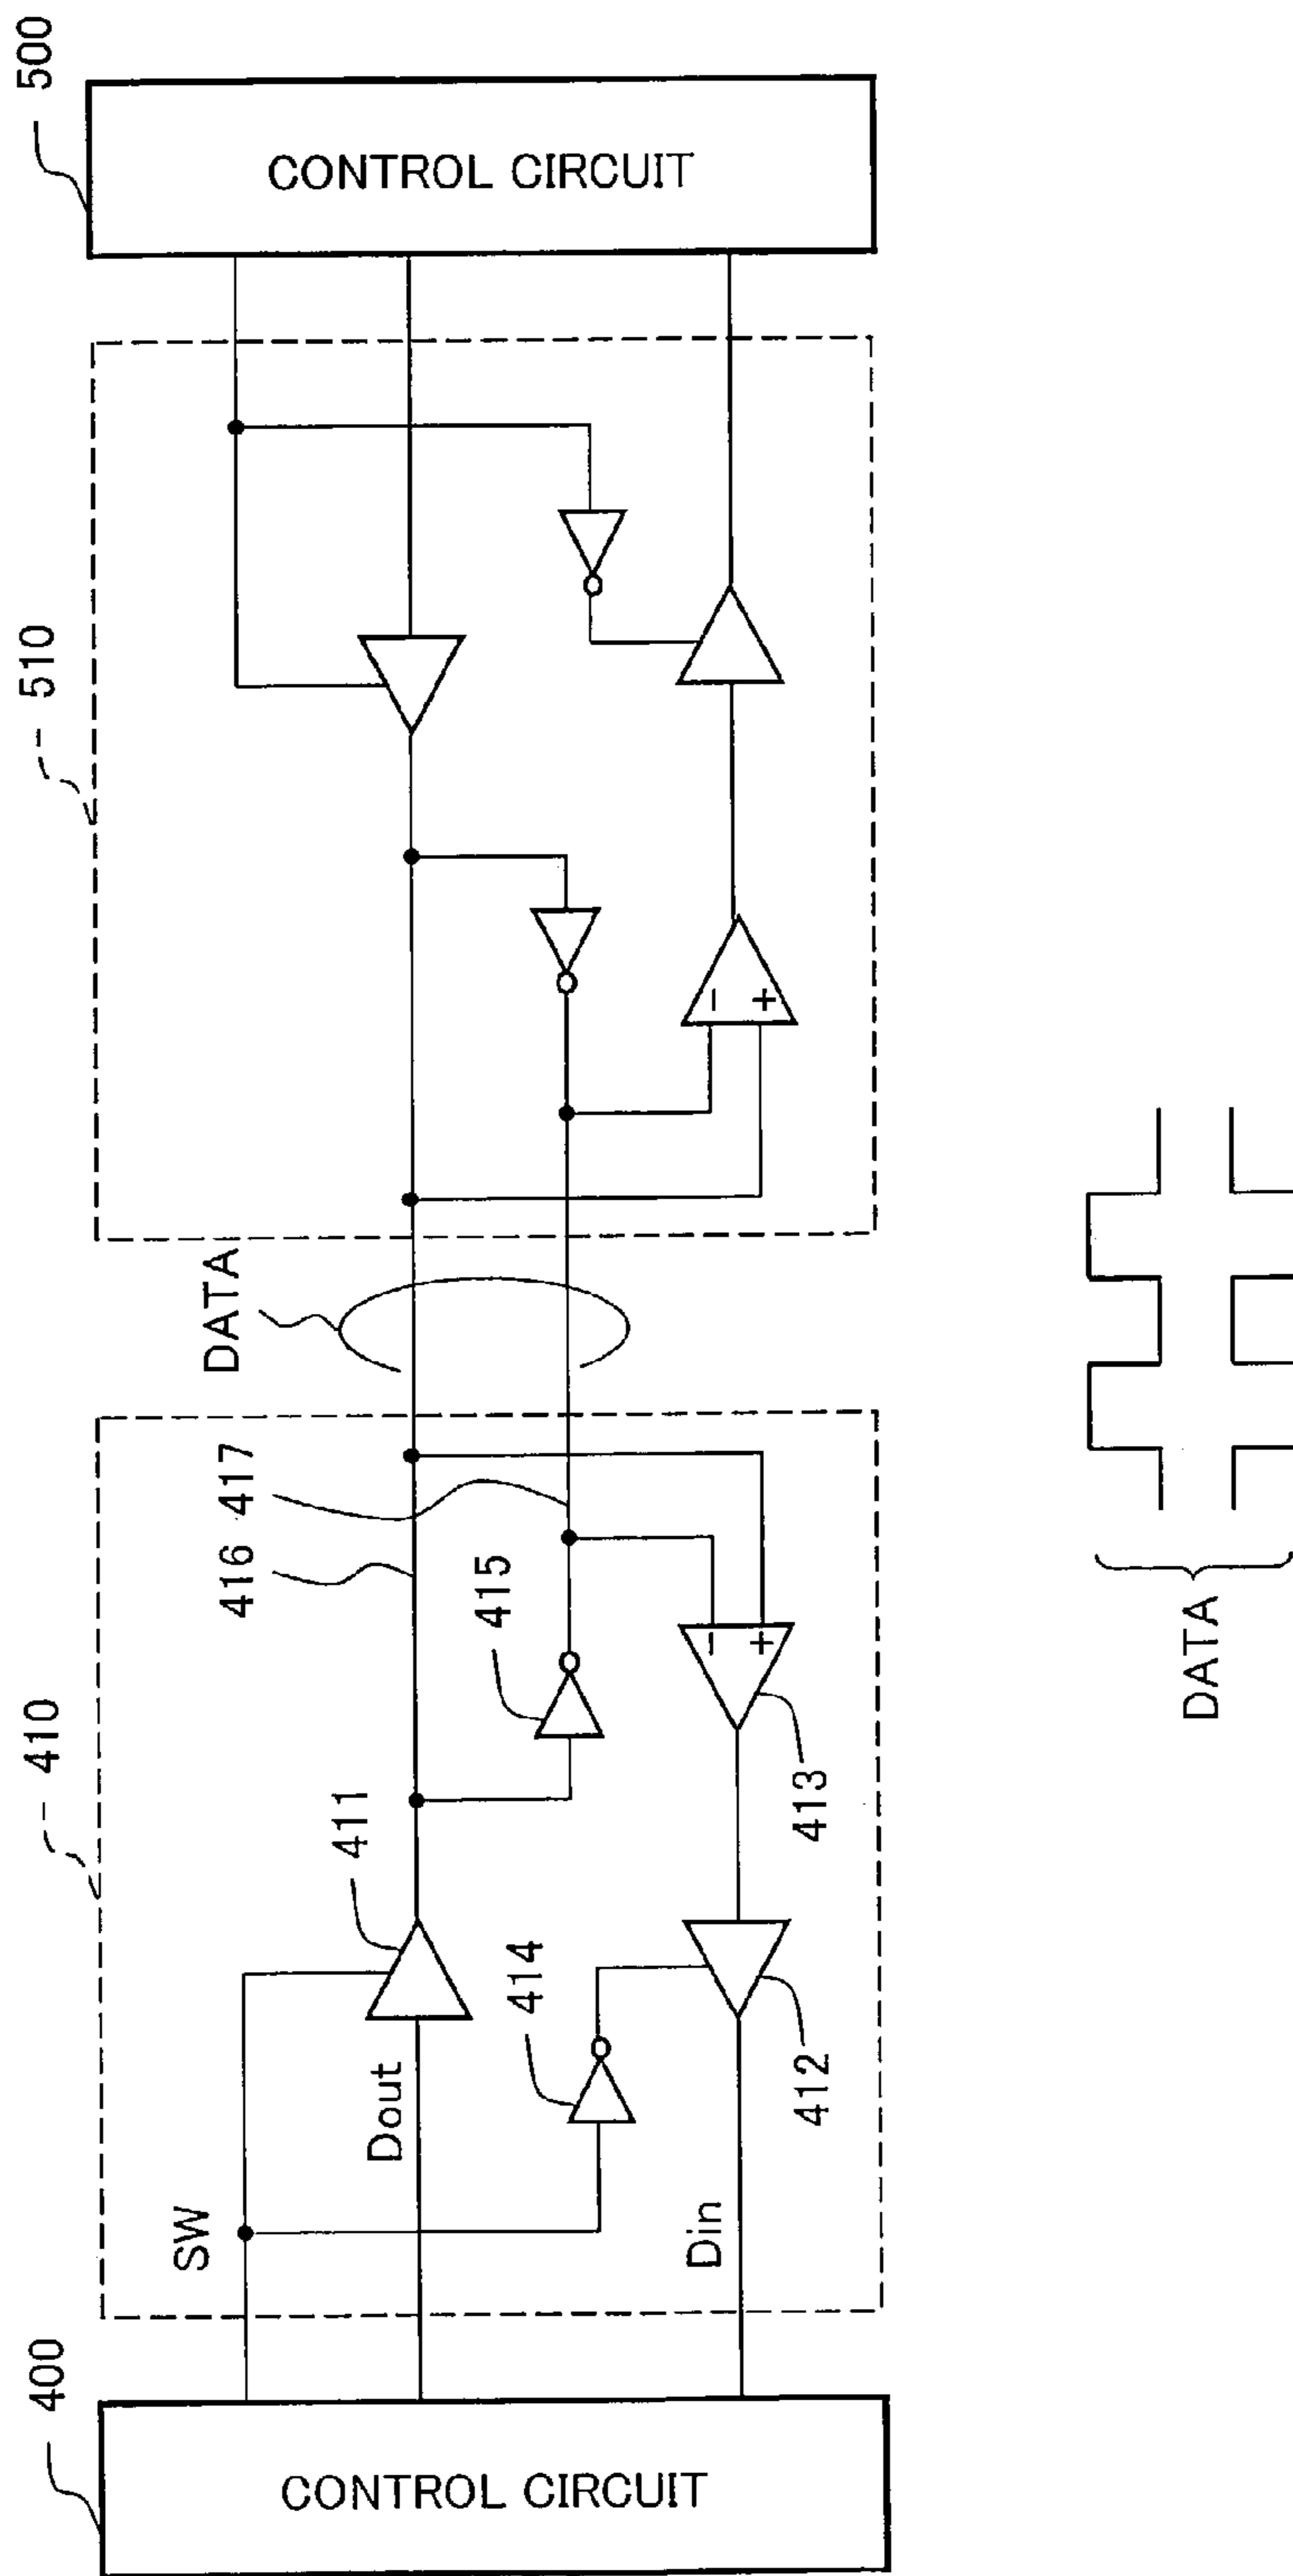 400
CONTROL CIRCUIT
410
SW
Dout
Din
411
414
412
415
413
416
417
-
+
DATA
510
-
+
500
CONTROL CIRCUIT
DATA